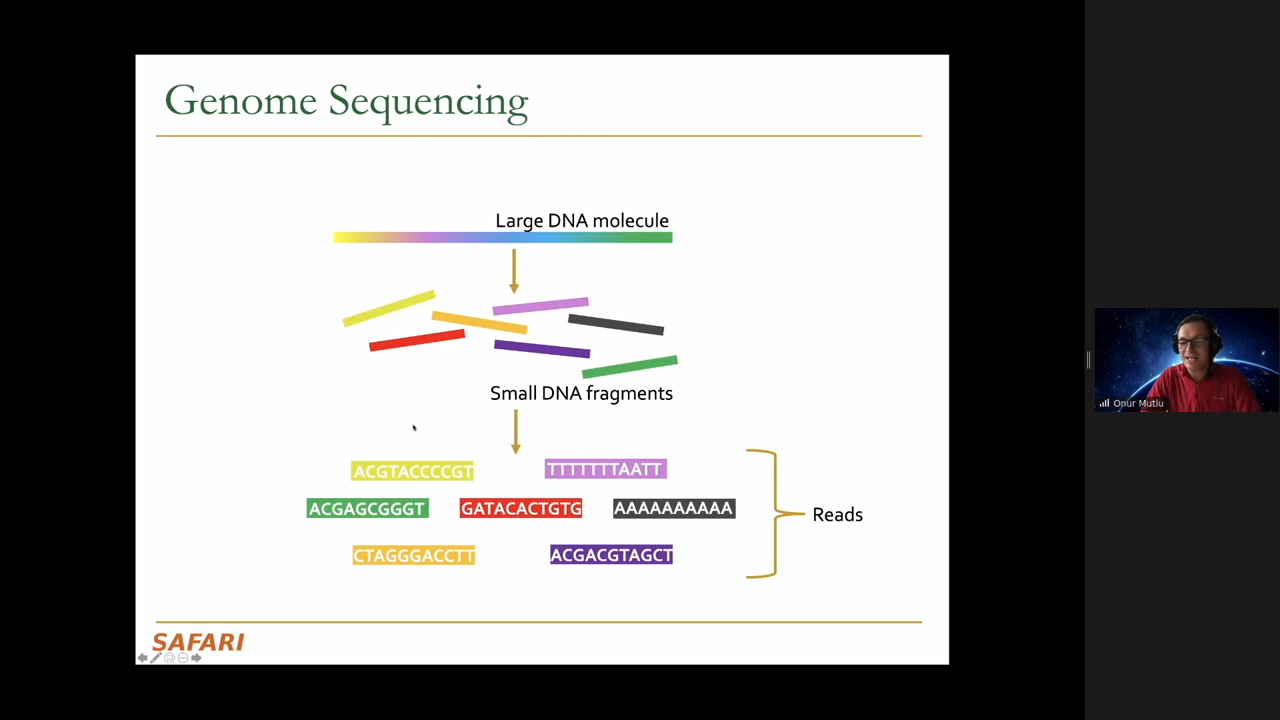 Genome Sequencing
Large DNA molecule
Small DNA fragments
ACGTACCCCGT
TTTTTTTAATT
ACGAGCGGGT
GATACACTGTG
AAAAAAAAAA
CTAGGGACCTT
ACGACGTAGCT
Reads
SAFARI
Onur Mutlu